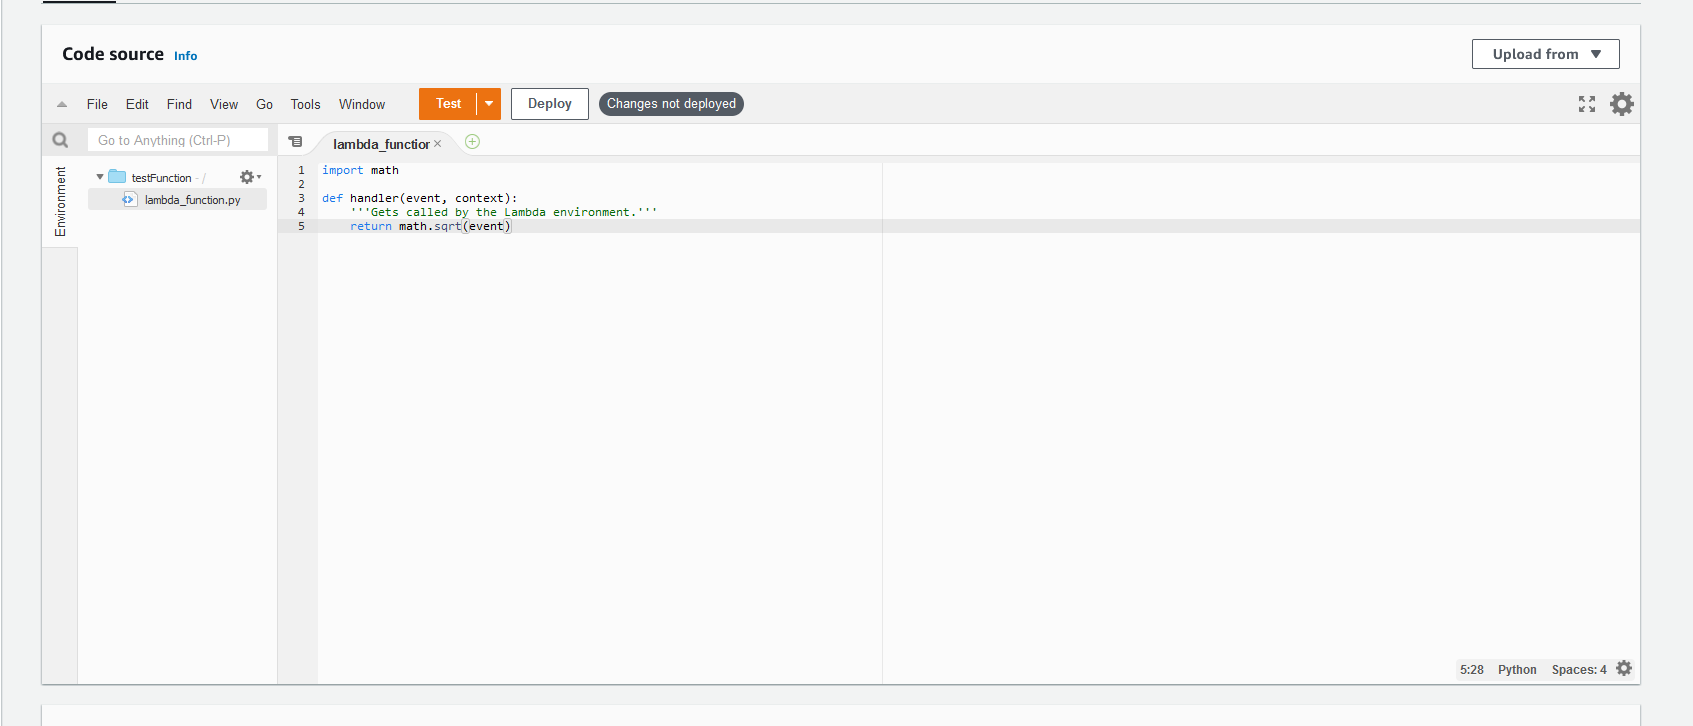 Code source Info
Upload from
File Edit Find View Go Tools Window Test Deploy Changes not deployed
Go to Anything (Ctrl-P)
lambda_function
Environment
testFunction - /
lambda_function.py
1 import math
2
3 def handler(event, context):
4 '''Gets called by the Lambda environment.'''
5 return math.sqrt(event)
5:28 Python Spaces: 4